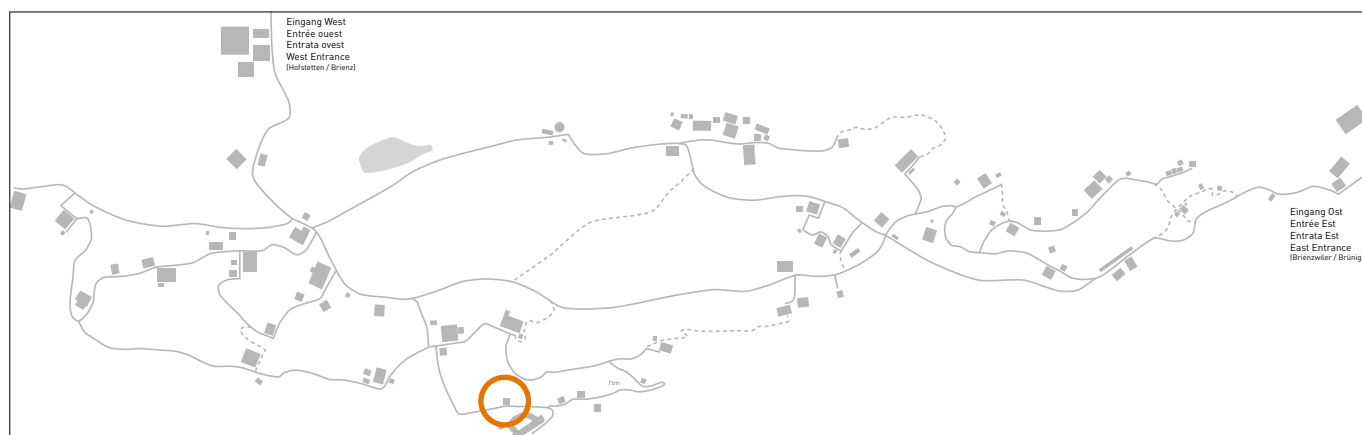 Eingang West
Entrée ouest
Entrata ovest
West Entrance
(Hofstetten / Brienz)
Eingang Ost
Entrée Est
Entrata Est
East Entrance
(Brienzwiler / Brünig